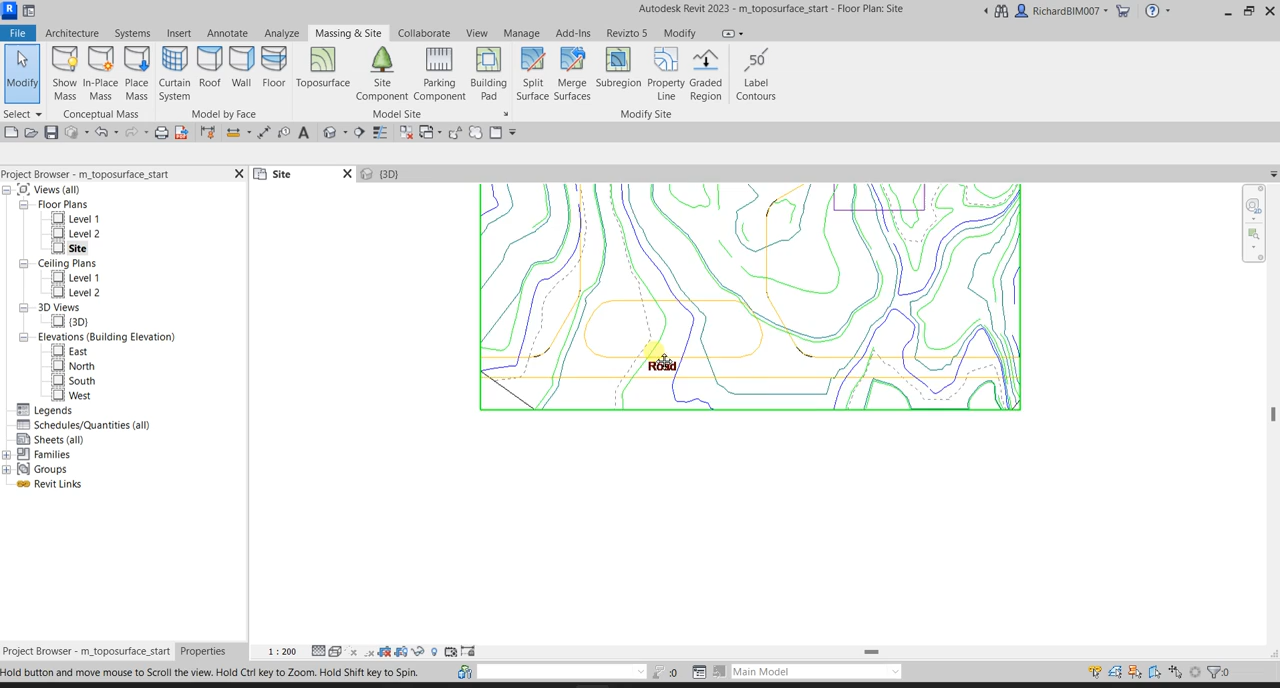 Autodesk Revit 2023 - m_toposurface_start - Floor Plan: Site
RichardBIM007
File
Architecture
Systems
Insert
Annotate
Analyze
Massing & Site
Collaborate
View
Manage
Add-Ins
Revizto 5
Modify
Modify
Show
Mass
In-Place
Mass
Place
Mass
Curtain
System
Roof
Wall
Floor
Toposurface
Site
Component
Parking
Component
Building
Pad
Split
Surface
Merge
Surfaces
Subregion
Property
Line
Graded
Region
50
Label
Contours
Select
Conceptual Mass
Model by Face
Model Site
Modify Site
Project Browser - m_toposurface_start
Site
{3D}
Views (all)
Floor Plans
Level 1
Level 2
Site
Ceiling Plans
Level 1
Level 2
3D Views
{3D}
Elevations (Building Elevation)
East
North
South
West
Legends
Schedules/Quantities (all)
Sheets (all)
Families
Groups
Revit Links
Road
Project Browser - m_toposurface_start
Properties
1 : 200
Hold button and move mouse to Scroll the view. Hold Ctrl key to Zoom. Hold Shift key to Spin.
:0
Main Model
:0